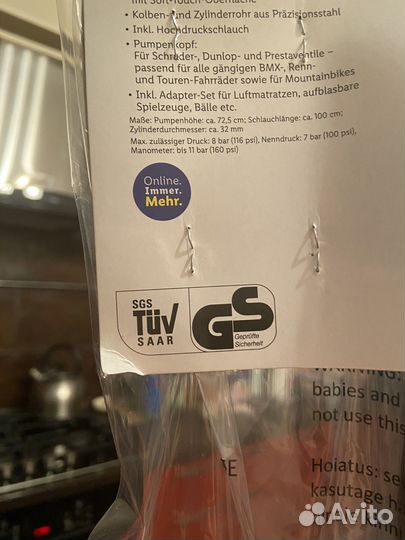 mit Soft-Touch-Oberfläche
• Kolben- und Zylinderrohr aus Präzisionsstahl
• Inkl. Hochdruckschlauch
• Pumpenkopf:
Für Schrader-, Dunlop- und Prestaventile –
passend für alle gängigen BMX-, Renn-
und Touren-Fahrräder sowie für Mountainbikes
• Inkl. Adapter-Set für Luftmatratzen, aufblasbare
Spielzeuge, Bälle etc.
Maße: Pumpenhöhe: ca. 72,5 cm; Schlauchlänge: ca. 100 cm;
Zylinderdurchmesser: ca. 32 mm
Max. zulässiger Druck: 8 bar (116 psi), Nenndruck: 7 bar (100 psi),
Manometer: bis 11 bar (160 psi)
Online.
Immer.
Mehr.
SGS
TÜV
SAAR
GS
Geprüfte
Sicherheit
WARNING:
babies and
not use this
Hoiatus: se
kasutage h
Avito